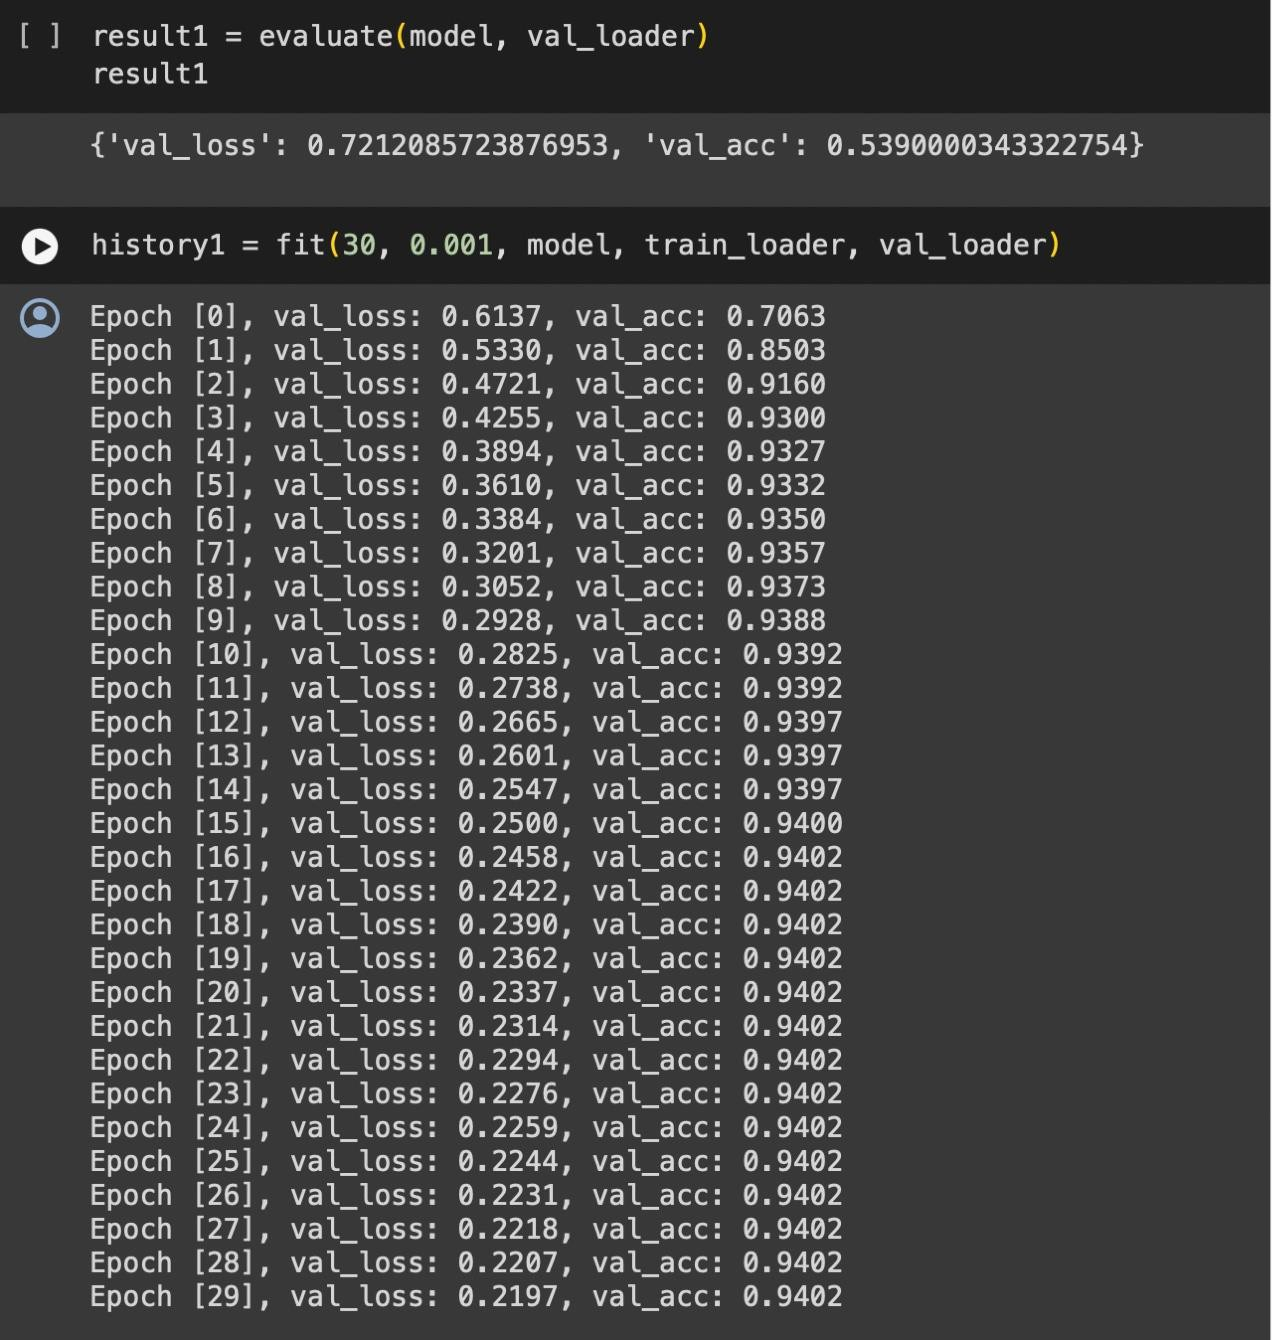 [ ] result1 = evaluate(model, val_loader)
result1
{'val_loss': 0.7212085723876953, 'val_acc': 0.5390000343322754}
history1 = fit(30, 0.001, model, train_loader, val_loader)
Epoch [0], val_loss: 0.6137, val_acc: 0.7063
Epoch [1], val_loss: 0.5330, val_acc: 0.8503
Epoch [2], val_loss: 0.4721, val_acc: 0.9160
Epoch [3], val_loss: 0.4255, val_acc: 0.9300
Epoch [4], val_loss: 0.3894, val_acc: 0.9327
Epoch [5], val_loss: 0.3610, val_acc: 0.9332
Epoch [6], val_loss: 0.3384, val_acc: 0.9350
Epoch [7], val_loss: 0.3201, val_acc: 0.9357
Epoch [8], val_loss: 0.3052, val_acc: 0.9373
Epoch [9], val_loss: 0.2928, val_acc: 0.9388
Epoch [10], val_loss: 0.2825, val_acc: 0.9392
Epoch [11], val_loss: 0.2738, val_acc: 0.9392
Epoch [12], val_loss: 0.2665, val_acc: 0.9397
Epoch [13], val_loss: 0.2601, val_acc: 0.9397
Epoch [14], val_loss: 0.2547, val_acc: 0.9397
Epoch [15], val_loss: 0.2500, val_acc: 0.9400
Epoch [16], val_loss: 0.2458, val_acc: 0.9402
Epoch [17], val_loss: 0.2422, val_acc: 0.9402
Epoch [18], val_loss: 0.2390, val_acc: 0.9402
Epoch [19], val_loss: 0.2362, val_acc: 0.9402
Epoch [20], val_loss: 0.2337, val_acc: 0.9402
Epoch [21], val_loss: 0.2314, val_acc: 0.9402
Epoch [22], val_loss: 0.2294, val_acc: 0.9402
Epoch [23], val_loss: 0.2276, val_acc: 0.9402
Epoch [24], val_loss: 0.2259, val_acc: 0.9402
Epoch [25], val_loss: 0.2244, val_acc: 0.9402
Epoch [26], val_loss: 0.2231, val_acc: 0.9402
Epoch [27], val_loss: 0.2218, val_acc: 0.9402
Epoch [28], val_loss: 0.2207, val_acc: 0.9402
Epoch [29], val_loss: 0.2197, val_acc: 0.9402